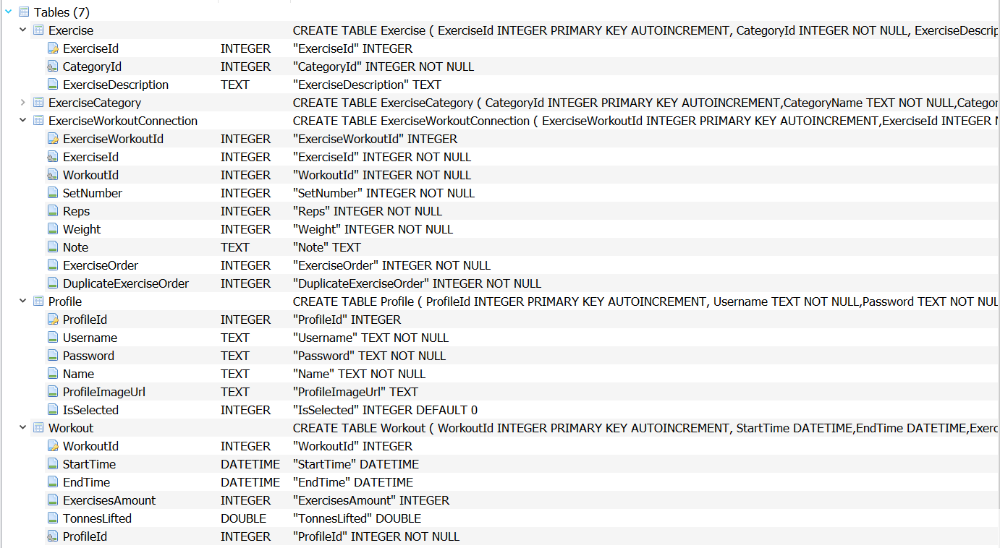 Tables (7)
Exercise CREATE TABLE Exercise ( ExerciseId INTEGER PRIMARY KEY AUTOINCREMENT, CategoryId INTEGER NOT NULL, ExerciseDescrip
ExerciseId INTEGER "ExerciseId" INTEGER
CategoryId INTEGER "CategoryId" INTEGER NOT NULL
ExerciseDescription TEXT "ExerciseDescription" TEXT
ExerciseCategory CREATE TABLE ExerciseCategory ( CategoryId INTEGER PRIMARY KEY AUTOINCREMENT,CategoryName TEXT NOT NULL,Categor
ExerciseWorkoutConnection CREATE TABLE ExerciseWorkoutConnection ( ExerciseWorkoutId INTEGER PRIMARY KEY AUTOINCREMENT,ExerciseId INTEGER N
ExerciseWorkoutId INTEGER "ExerciseWorkoutId" INTEGER
ExerciseId INTEGER "ExerciseId" INTEGER NOT NULL
WorkoutId INTEGER "WorkoutId" INTEGER NOT NULL
SetNumber INTEGER "SetNumber" INTEGER NOT NULL
Reps INTEGER "Reps" INTEGER NOT NULL
Weight INTEGER "Weight" INTEGER NOT NULL
Note TEXT "Note" TEXT
ExerciseOrder INTEGER "ExerciseOrder" INTEGER NOT NULL
DuplicateExerciseOrder INTEGER "DuplicateExerciseOrder" INTEGER NOT NULL
Profile CREATE TABLE Profile ( ProfileId INTEGER PRIMARY KEY AUTOINCREMENT, Username TEXT NOT NULL,Password TEXT NOT NUL
ProfileId INTEGER "ProfileId" INTEGER
Username TEXT "Username" TEXT NOT NULL
Password TEXT "Password" TEXT NOT NULL
Name TEXT "Name" TEXT NOT NULL
ProfileImageUrl TEXT "ProfileImageUrl" TEXT
IsSelected INTEGER "IsSelected" INTEGER DEFAULT 0
Workout CREATE TABLE Workout ( WorkoutId INTEGER PRIMARY KEY AUTOINCREMENT, StartTime DATETIME,EndTime DATETIME,Exerc
WorkoutId INTEGER "WorkoutId" INTEGER
StartTime DATETIME "StartTime" DATETIME
EndTime DATETIME "EndTime" DATETIME
ExercisesAmount INTEGER "ExercisesAmount" INTEGER
TonnesLifted DOUBLE "TonnesLifted" DOUBLE
ProfileId INTEGER "ProfileId" INTEGER NOT NULL